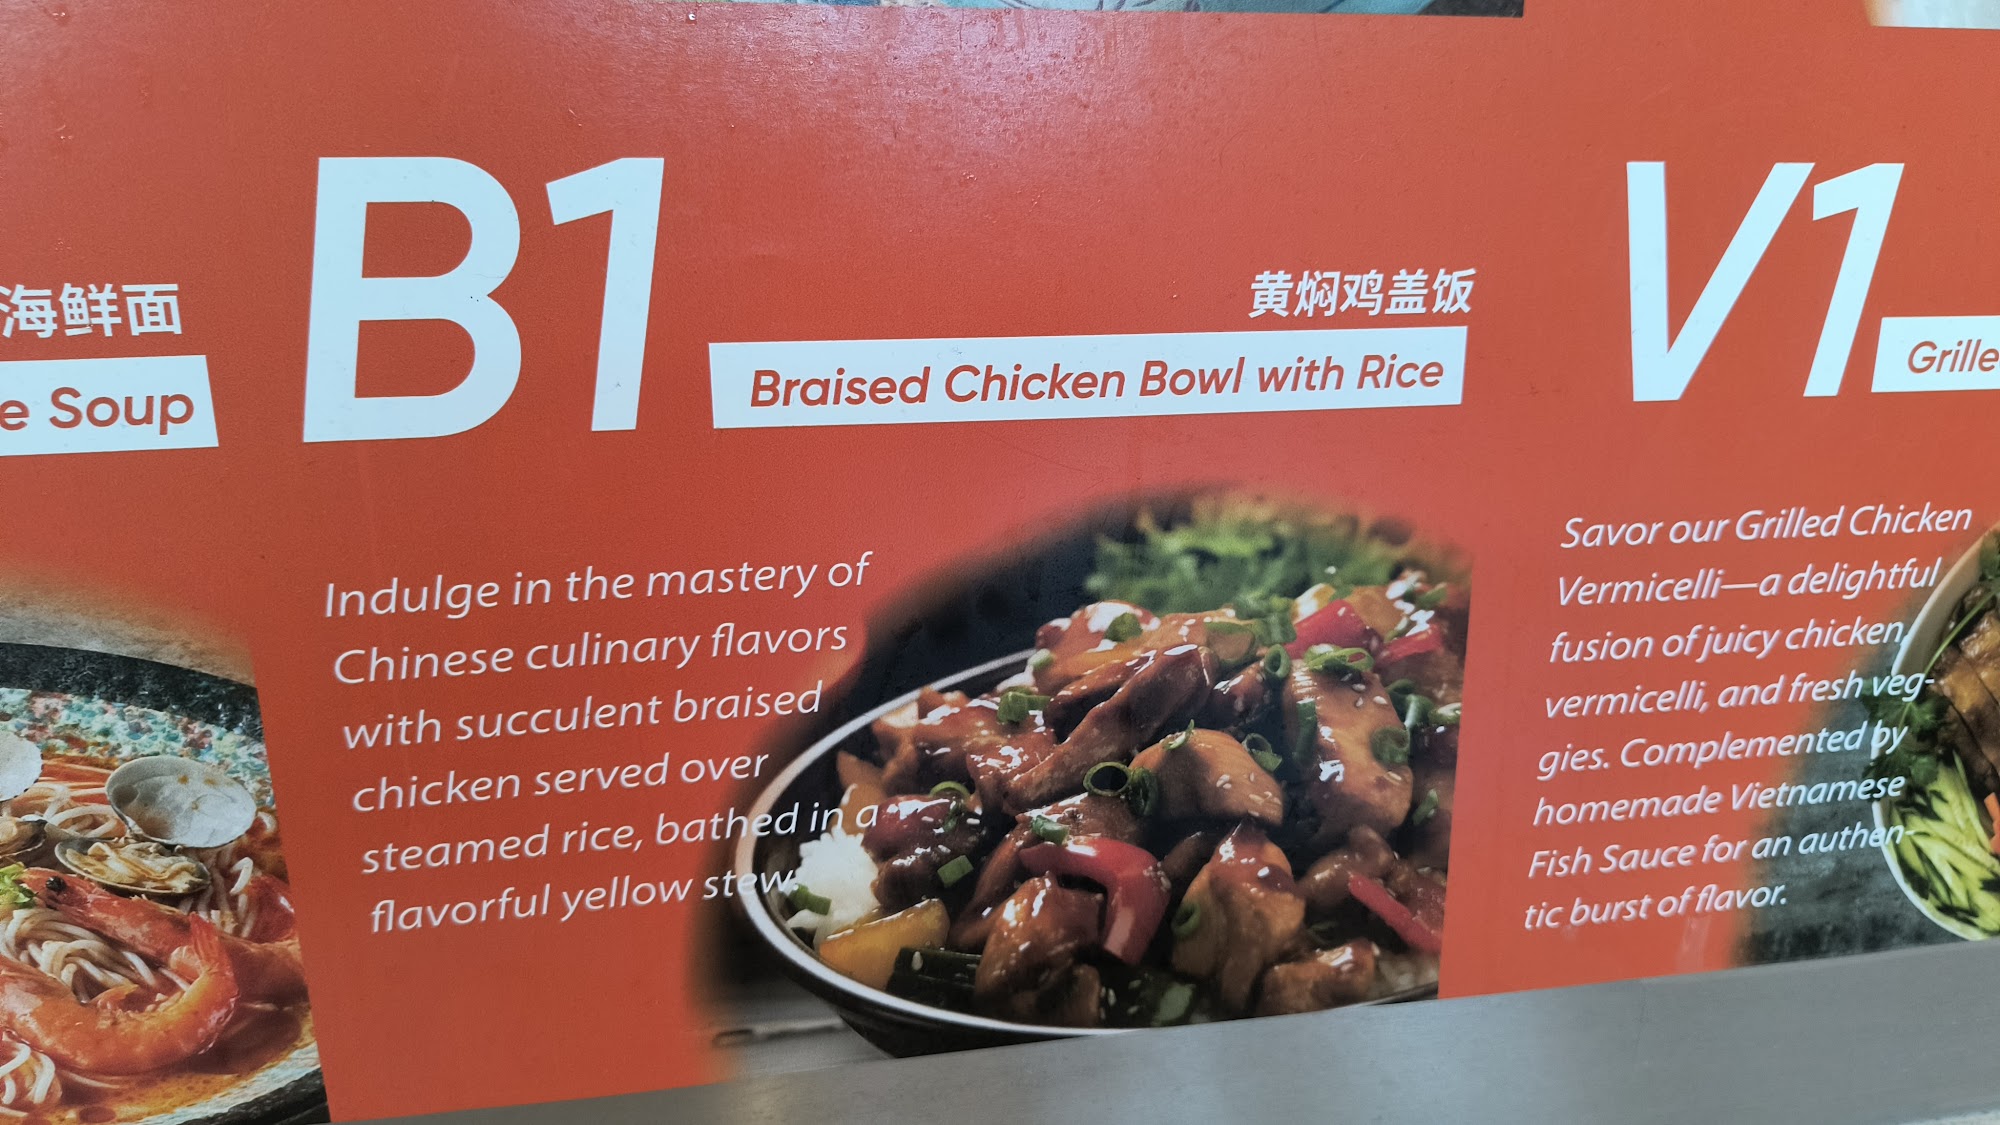 海鲜面
e Soup
B1
黄焖鸡盖饭
Braised Chicken Bowl with Rice
Indulge in the mastery of
Chinese culinary flavors
with succulent braised
chicken served over
steamed rice, bathed in a
flavorful yellow stew.
V1
Grille
Savor our Grilled Chicken
Vermicelli—a delightful
fusion of juicy chicken,
vermicelli, and fresh veg-
gies. Complemented by
homemade Vietnamese
Fish Sauce for an authen-
tic burst of flavor.